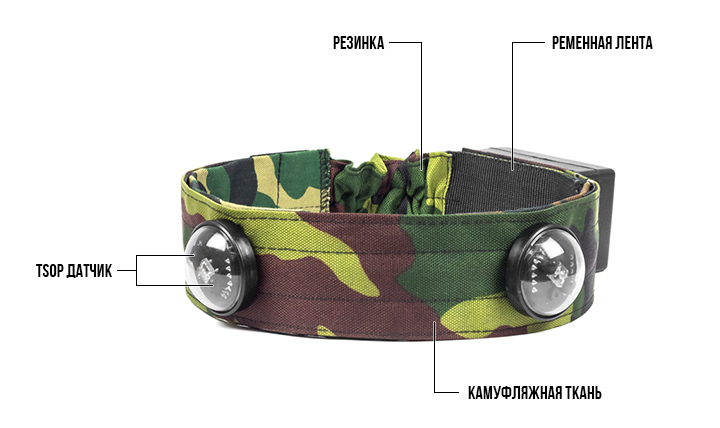 РЕЗИНКА
РЕМЕННАЯ ЛЕНТА
TSOP ДАТЧИК
КАМУФЛЯЖНАЯ ТКАНЬ